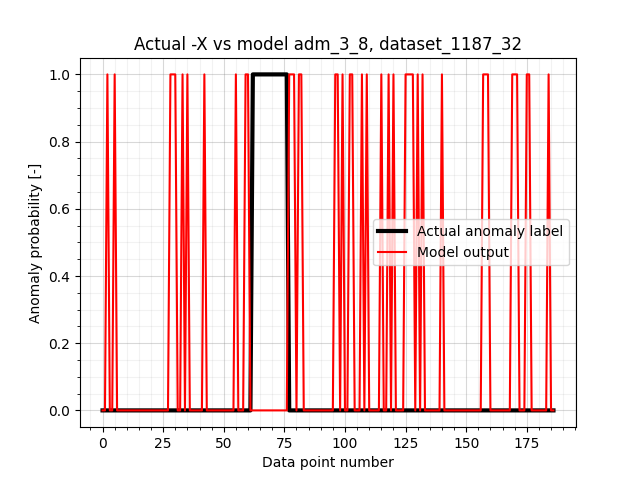 Actual -X vs model adm_3_8, dataset_1187_32
Anomaly probability [-]
1.0
0.8
0.6
0.4
0.2
0.0
Actual anomaly label
Model output
0 25 50 75 100 125 150 175
Data point number